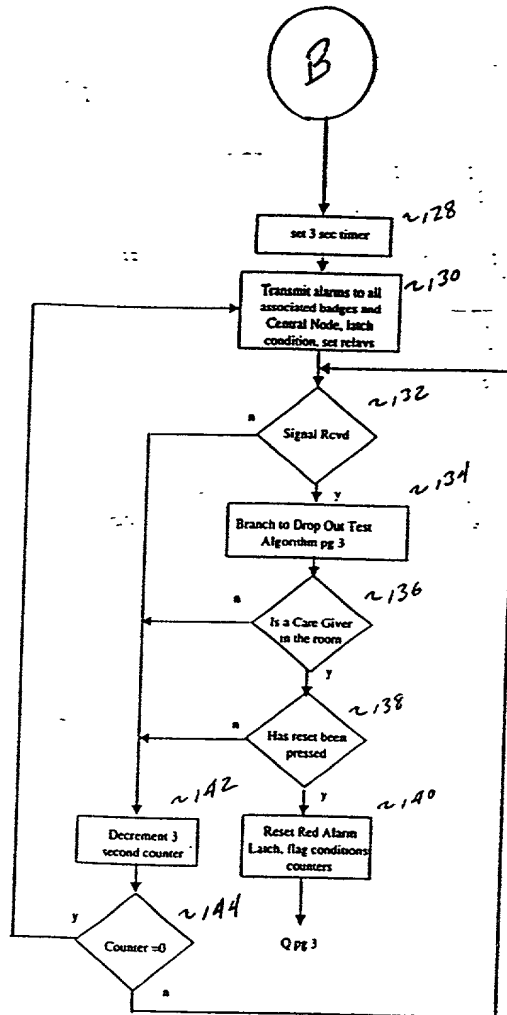 B
~128
set 3 sec timer
~130
Transmit alarms to all
associated badges and
Central Node, latch
condition, set relays
~132
n
Signal Rcvd
y
~134
Branch to Drop Out Test
Algorithm pg 3
~136
n
Is a Care Giver
in the room
y
~138
n
Has reset been
pressed
y
~140
Reset Red Alarm
Latch, flag conditions
counters
Q pg 3
~142
Decrement 3
second counter
~144
y
Counter =0
n